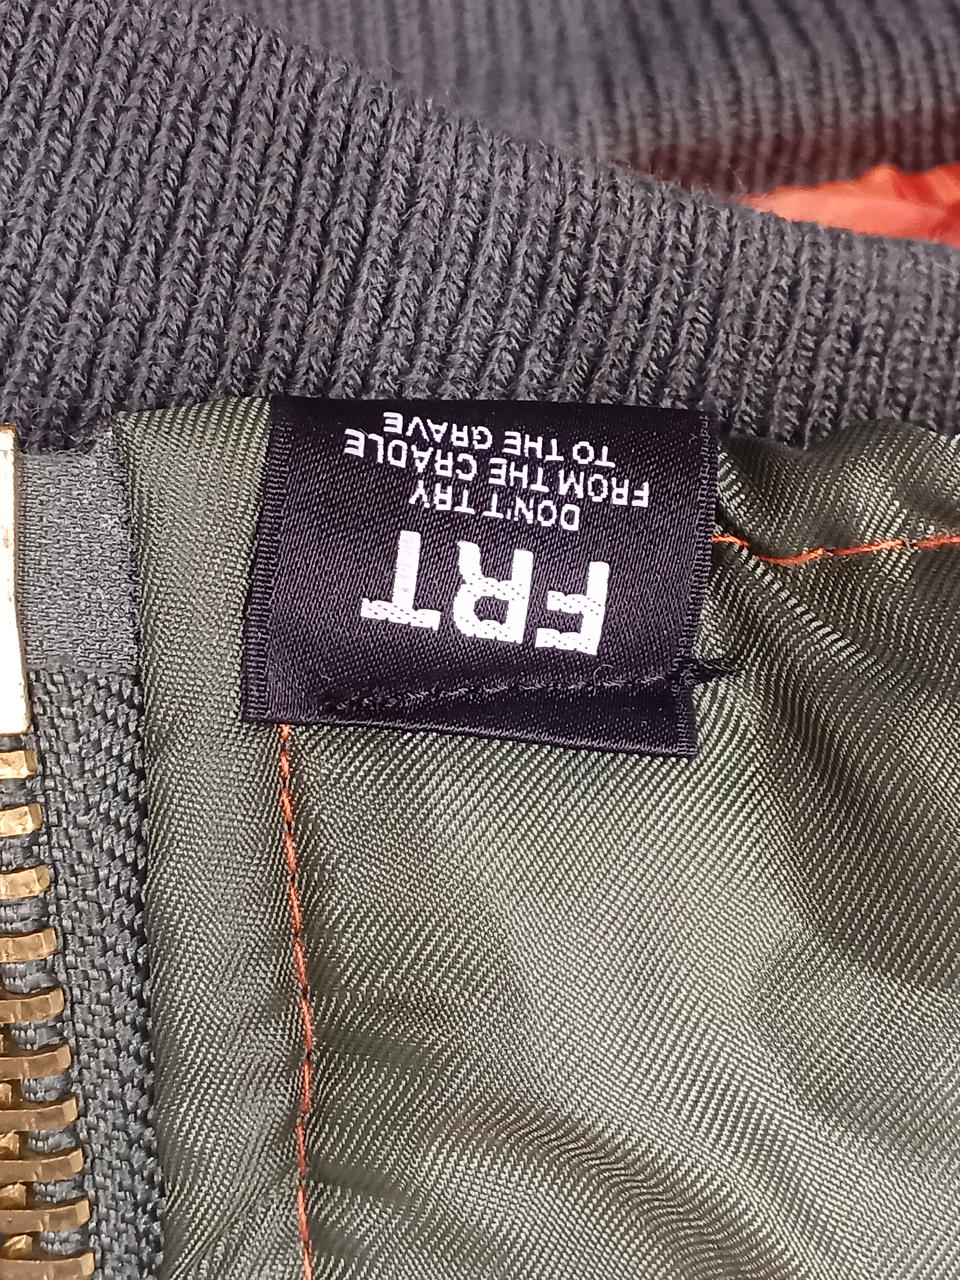 FRT
DON'T TRY
FROM THE CRADLE
TO THE GRAVE